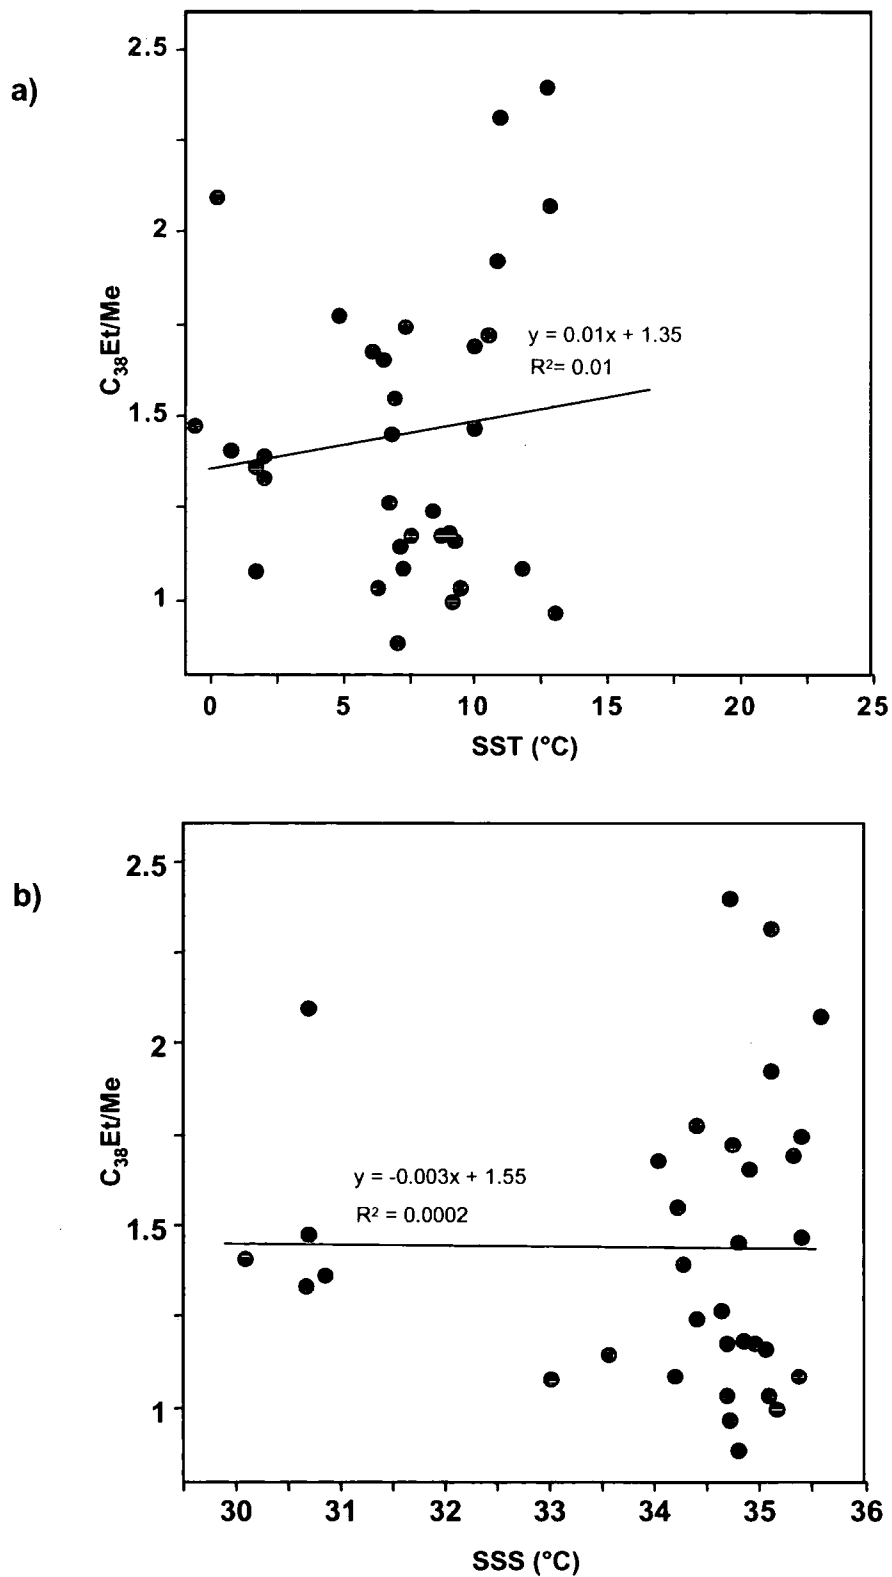 a)
2.5
2
1.5
1
C38Et/Me
y = 0.01x + 1.35
R²= 0.01
0 5 10 15 20 25
SST (°C)
b)
2.5
2
1.5
1
C38Et/Me
y = -0.003x + 1.55
R² = 0.0002
30 31 32 33 34 35 36
SSS (°C)